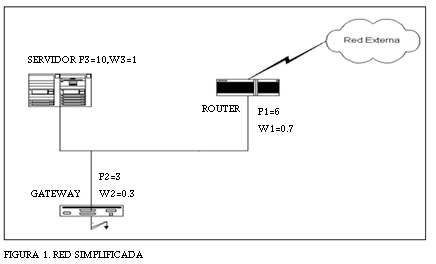 Red Externa
SERVIDOR P3=10,W3=1
ROUTER
P1=6
W1=0.7
P2=3
GATEWAY
W2=0.3
FIGURA 1. RED SIMPLIFICADA